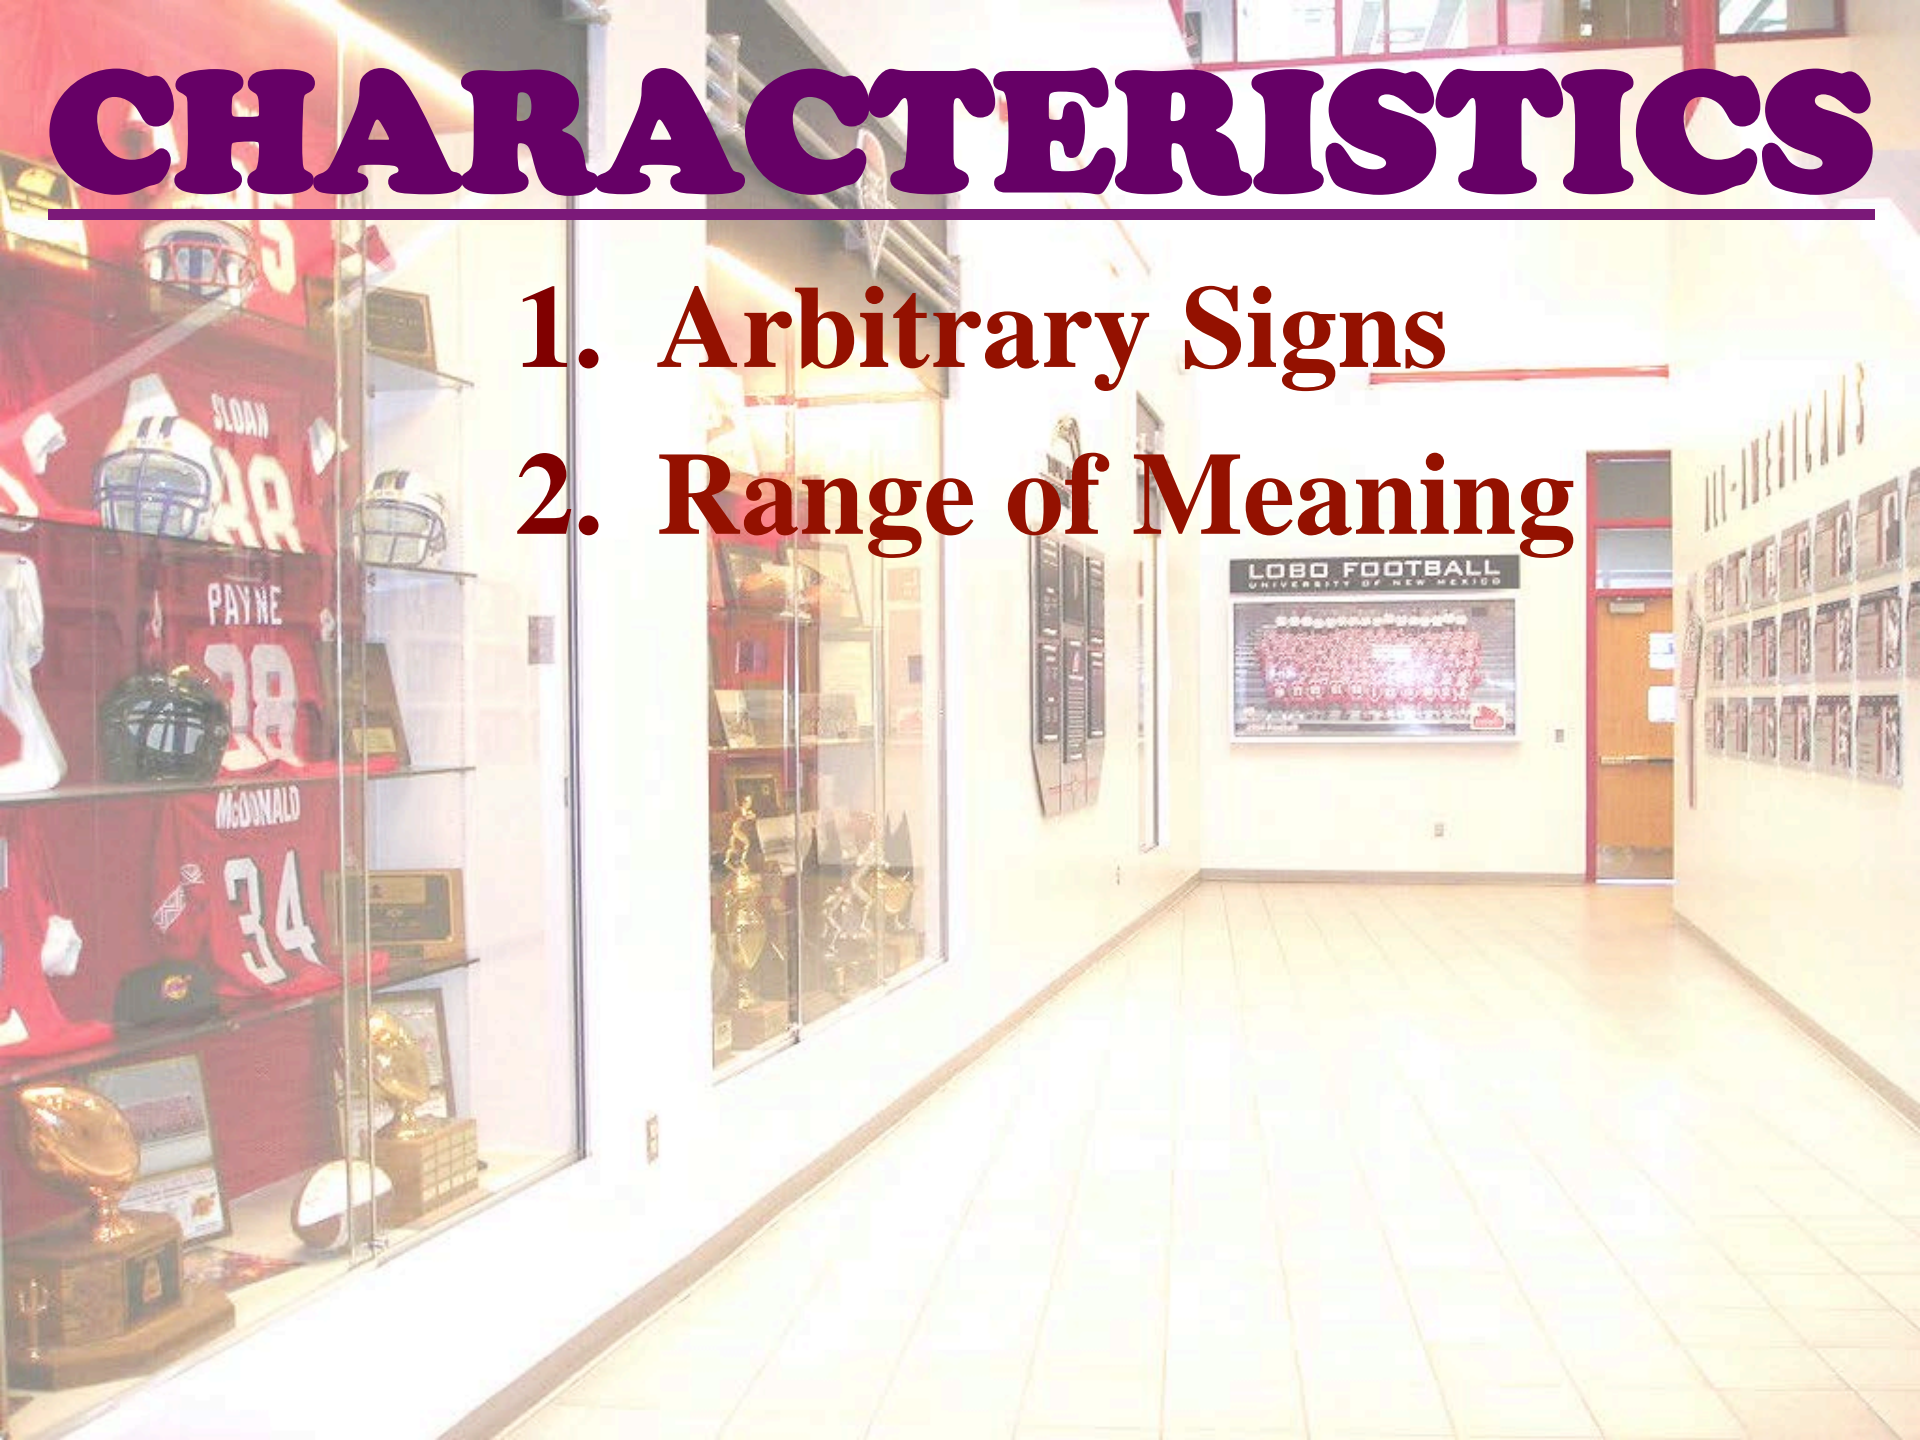 CHARACTERISTICS
1. Arbitrary Signs
2. Range of Meaning
SLOAN
88
PAYNE
28
McDONALD
34
LOBO FOOTBALL
UNIVERSITY OF NEW MEXICO
ALL-AMERICANS